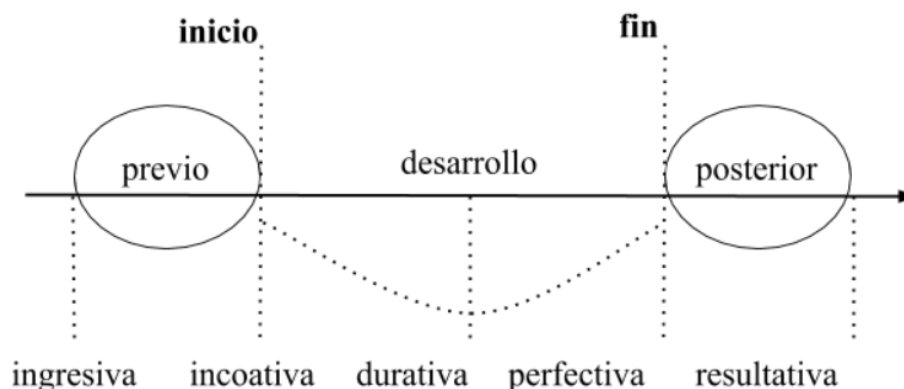 inicio fin
previo desarrollo posterior
ingresiva incoativa durativa perfectiva resultativa